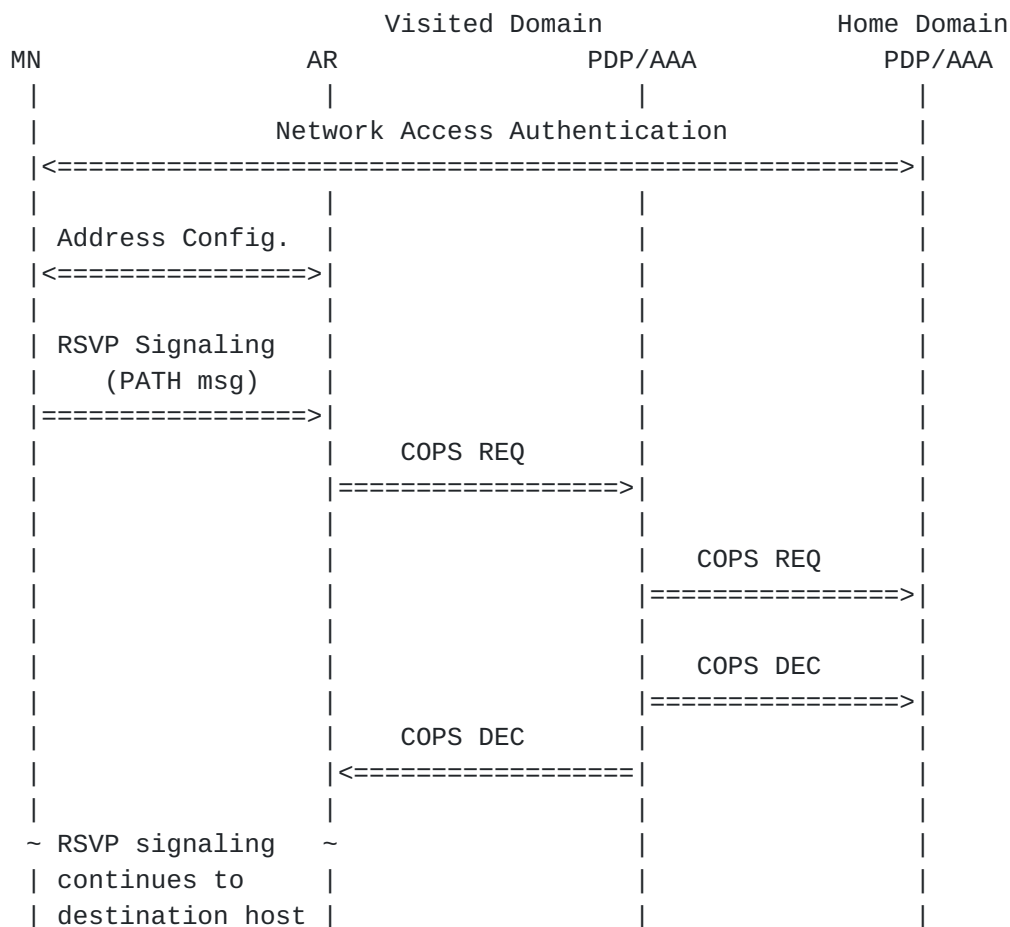 Visited Domain               Home Domain
MN                 AR                PDP/AAA            PDP/AAA
 |                  |                   |                 |
 |               Network Access Authentication            |
 |<======================================================>|
 |                  |                   |                 |
 | Address Config.  |                   |                 |
 |<================>|                   |                 |
 |                  |                   |                 |
 | RSVP Signaling   |                   |                 |
 |    (PATH msg)    |                   |                 |
 |=================>|                   |                 |
 |                  |    COPS REQ       |                 |
 |                  |==================>|                 |
 |                  |                   |                 |
 |                  |                   |   COPS REQ      |
 |                  |                   |================>|
 |                  |                   |                 |
 |                  |                   |   COPS DEC      |
 |                  |                   |================>|
 |                  |    COPS DEC       |                 |
 |                  |<==================|                 |
 |                  |                   |                 |
 ~ RSVP signaling   ~                   |                 |
 | continues to     |                   |                 |
 | destination host |                   |                 |